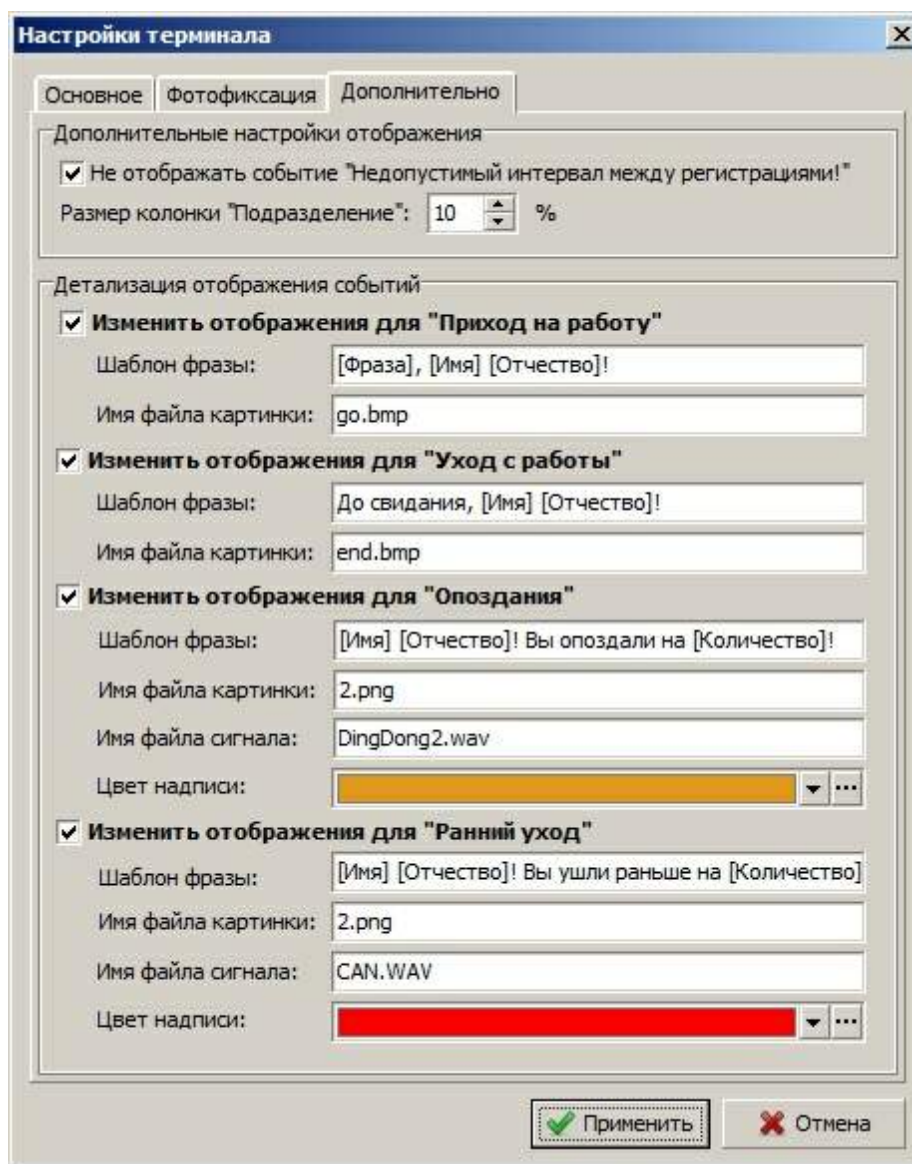 Настройки терминала
Основное Фотофиксация Дополнительно
Дополнительные настройки отображения
Не отображать событие "Недопустимый интервал между регистрациями!"
Размер колонки "Подразделение": 10 %
Детализация отображения событий
Изменить отображения для "Приход на работу"
Шаблон фразы: [Фраза], [Имя] [Отчество]!
Имя файла картинки: go.bmp
Изменить отображения для "Уход с работы"
Шаблон фразы: До свидания, [Имя] [Отчество]!
Имя файла картинки: end.bmp
Изменить отображения для "Опоздания"
Шаблон фразы: [Имя] [Отчество]! Вы опоздали на [Количество]!
Имя файла картинки: 2.png
Имя файла сигнала: DingDong2.wav
Цвет надписи:
Изменить отображения для "Ранний уход"
Шаблон фразы: [Имя] [Отчество]! Вы ушли раньше на [Количество]
Имя файла картинки: 2.png
Имя файла сигнала: CAN.WAV
Цвет надписи:
Применить Отмена